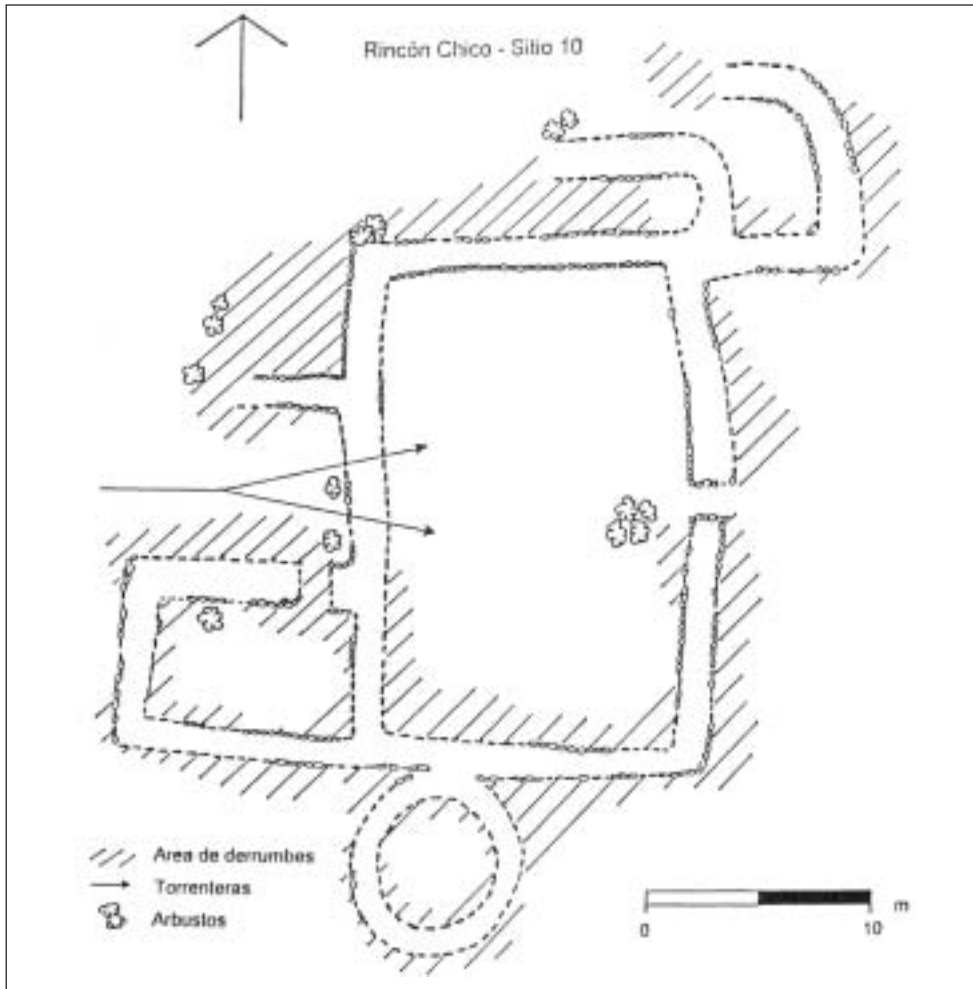 Rincón Chico - Sitio 10
Area de derrumbes
Torrenteras
Arbustos
0 10 m